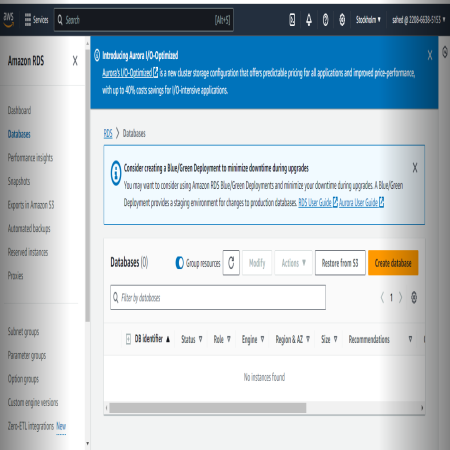 aws
Services
Search
[Alt+S]
Stockholm ▾
Amazon RDS
X
Dashboard
Databases
Performance insights
Snapshots
Exports in Amazon S3
Automated backups
Reserved instances
Proxies
Subnet groups
Parameter groups
Option groups
Custom engine versions
Zero-ETL integrations New
Introducing Aurora I/O-Optimized
Aurora's I/O-Optimized is a new cluster storage configuration that offers predictable pricing for all applications and improved price-performance,
with up to 40% costs savings for I/O-intensive applications.
RDS > Databases
Consider creating a Blue/Green Deployment to minimize downtime during upgrades
You may want to consider using Amazon RDS Blue/Green Deployments and minimize your downtime during upgrades. A Blue/Green
Deployment provides a staging environment for changes to production databases. RDS User Guide Aurora User Guide
Databases (0)
Group resources
Modify
Actions ▾
Restore from S3
Create database
Filter by databases
< 1 >
DB identifier
Status
Role
Engine
Region & AZ
Size
Recommendations
No instances found